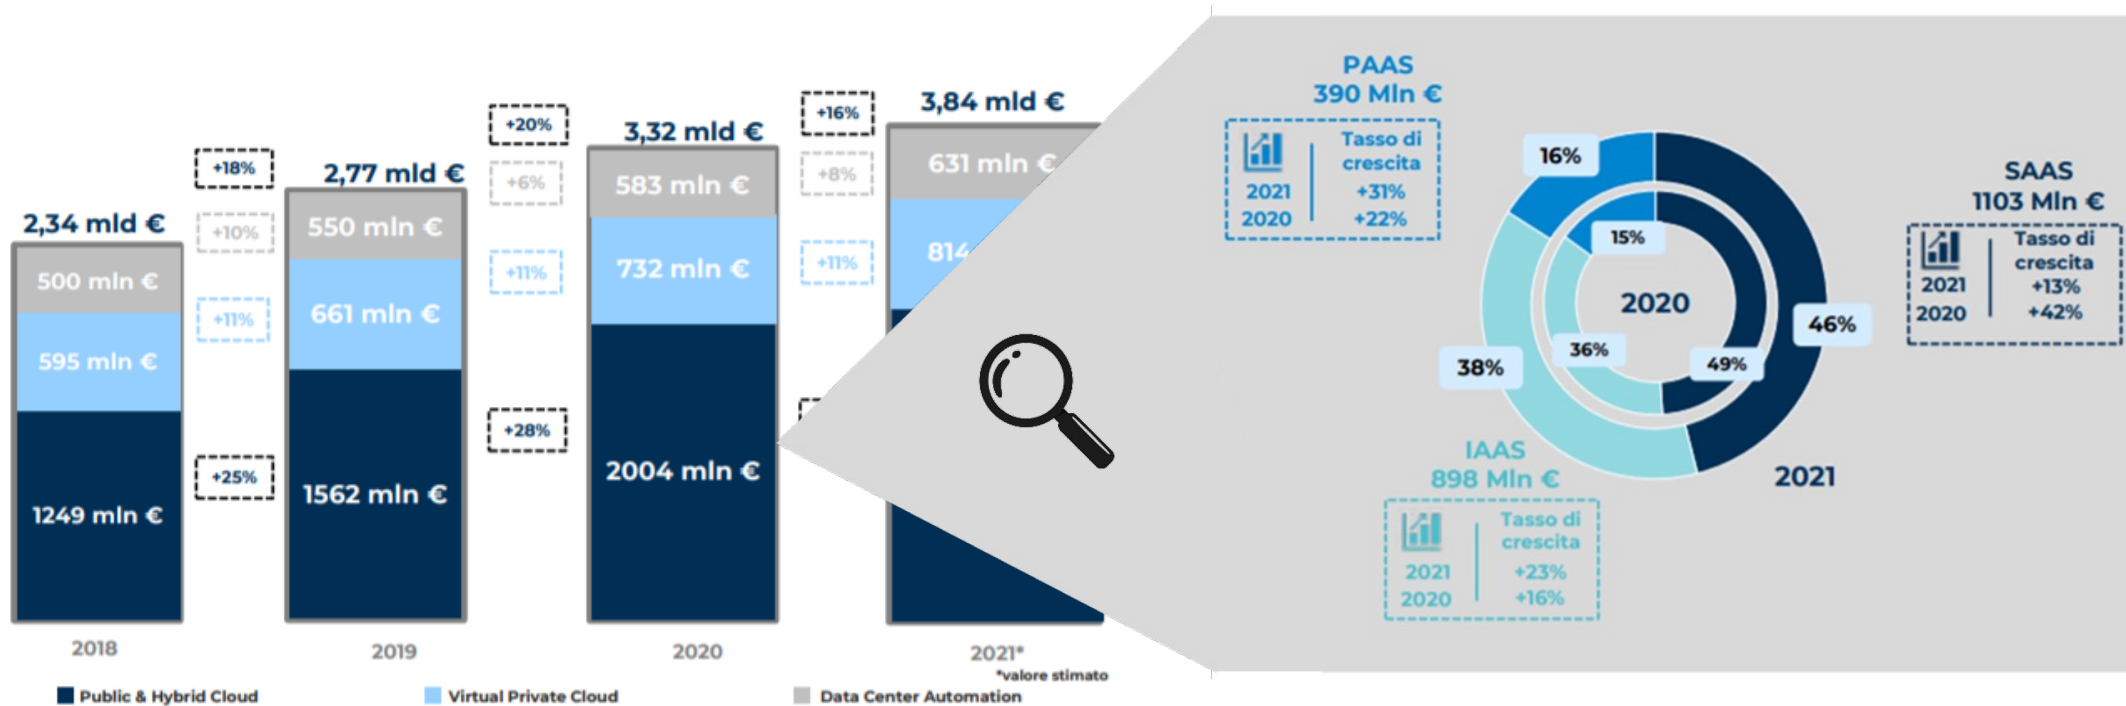 2,34 mld €
500 mln €
595 mln €
1249 mln €
2018
+18%
+10%
+11%
+25%
2,77 mld €
550 mln €
661 mln €
1562 mln €
2019
+20%
+6%
+11%
+28%
3,32 mld €
583 mln €
732 mln €
2004 mln €
2020
+16%
+8%
+11%
3,84 mld €
631 mln €
814
2021*
*valore stimato
Public & Hybrid Cloud
Virtual Private Cloud
Data Center Automation
PAAS
390 Mln €
Tasso di
crescita
2021 +31%
2020 +22%
16%
15%
2020
36%
49%
38%
46%
2021
SAAS
1103 Mln €
Tasso di
crescita
2021 +13%
2020 +42%
IAAS
898 Mln €
Tasso di
crescita
2021 +23%
2020 +16%